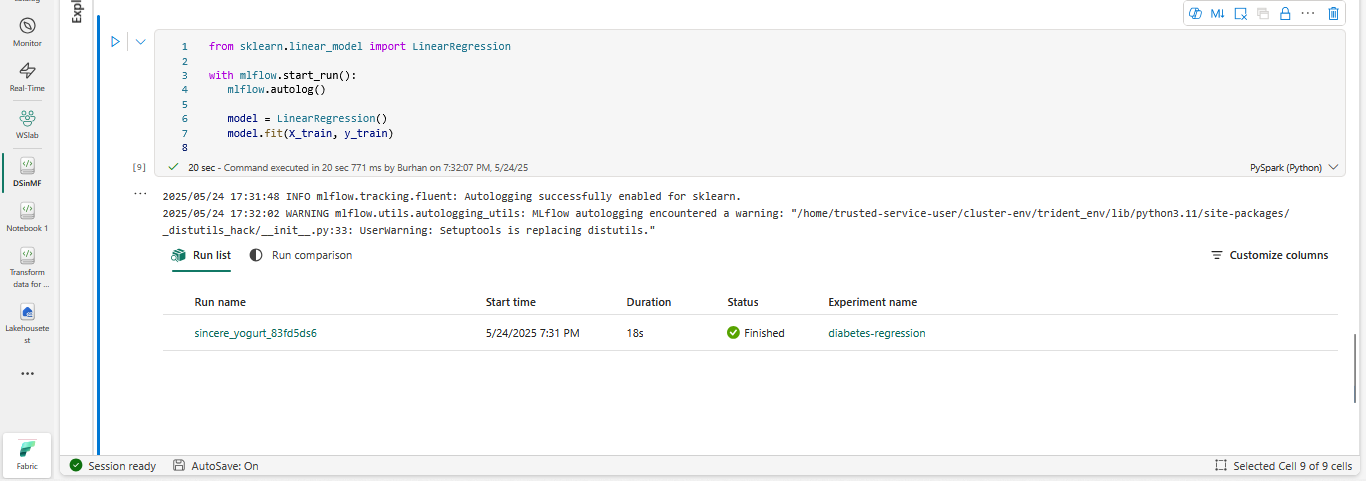 Expl
Monitor
Real-Time
WSlab
DSinMF
Notebook 1
Transform
data for ...
Lakehousete
st
...
Fabric
M↓
1 from sklearn.linear_model import LinearRegression
2
3 with mlflow.start_run():
4 mlflow.autolog()
5
6 model = LinearRegression()
7 model.fit(X_train, y_train)
8
[9] 20 sec - Command executed in 20 sec 771 ms by Burhan on 7:32:07 PM, 5/24/25 PySpark (Python)
... 2025/05/24 17:31:48 INFO mlflow.tracking.fluent: Autologging successfully enabled for sklearn.
2025/05/24 17:32:02 WARNING mlflow.utils.autologging_utils: MLflow autologging encountered a warning: "/home/trusted-service-user/cluster-env/trident_env/lib/python3.11/site-packages/
_distutils_hack/__init__.py:33: UserWarning: Setuptools is replacing distutils."
Run list Run comparison Customize columns
Run name Start time Duration Status Experiment name
sincere_yogurt_83fd5ds6 5/24/2025 7:31 PM 18s Finished diabetes-regression
Session ready AutoSave: On Selected Cell 9 of 9 cells